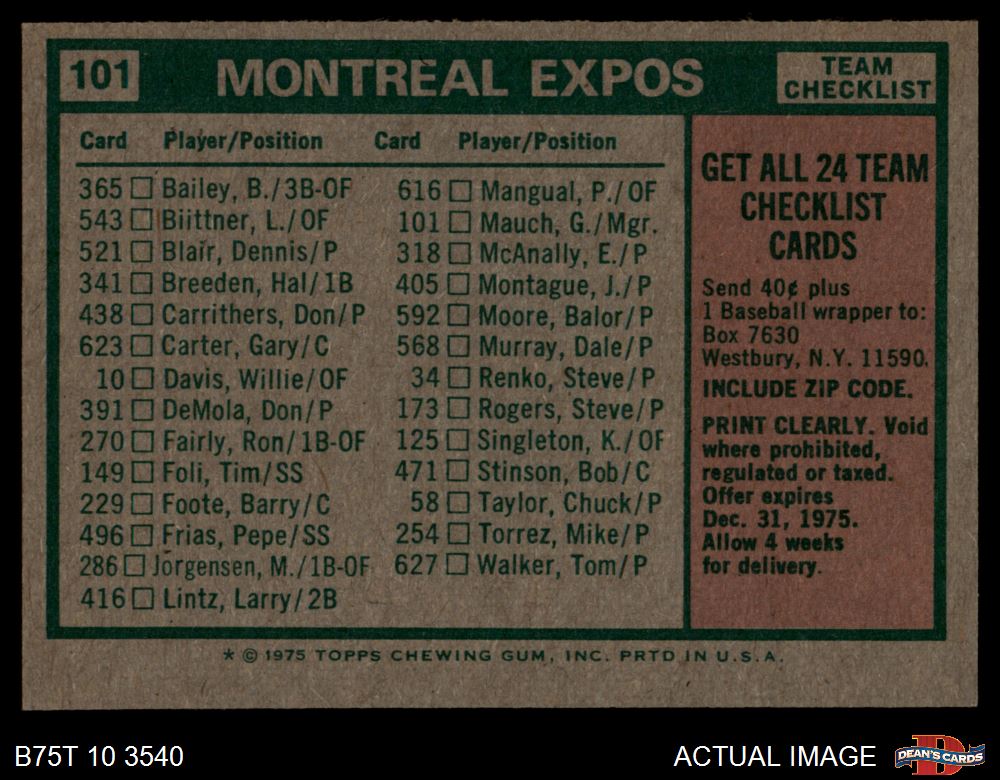 101
MONTREAL EXPOS
TEAM
CHECKLIST
Card Player/Position Card Player/Position
365 Bailey, B./3B-OF
543 Biittner, L./OF
521 Blair, Dennis/P
341 Breeden, Hal/1B
438 Carrithers, Don/P
623 Carter, Gary/C
10 Davis, Willie/OF
391 DeMola, Don/P
270 Fairly, Ron/1B-OF
149 Foli, Tim/SS
229 Foote, Barry/C
496 Frias, Pepe/SS
286 Jorgensen, M./1B-OF
416 Lintz, Larry/2B
616 Mangual, P./OF
101 Mauch, G./Mgr.
318 McAnally, E./P
405 Montague, J./P
592 Moore, Balor/P
568 Murray, Dale/P
34 Renko, Steve/P
173 Rogers, Steve/P
125 Singleton, K./OF
471 Stinson, Bob/C
58 Taylor, Chuck/P
254 Torrez, Mike/P
627 Walker, Tom/P
GET ALL 24 TEAM
CHECKLIST
CARDS
Send 40¢ plus
1 Baseball wrapper to:
Box 7630
Westbury, N.Y. 11590.
INCLUDE ZIP CODE.
PRINT CLEARLY. Void
where prohibited,
regulated or taxed.
Offer expires
Dec. 31, 1975.
Allow 4 weeks
for delivery.
* © 1975 TOPPS CHEWING GUM, INC. PRTD IN U.S.A.
B75T 10 3540
ACTUAL IMAGE
DEAN'S CARDS